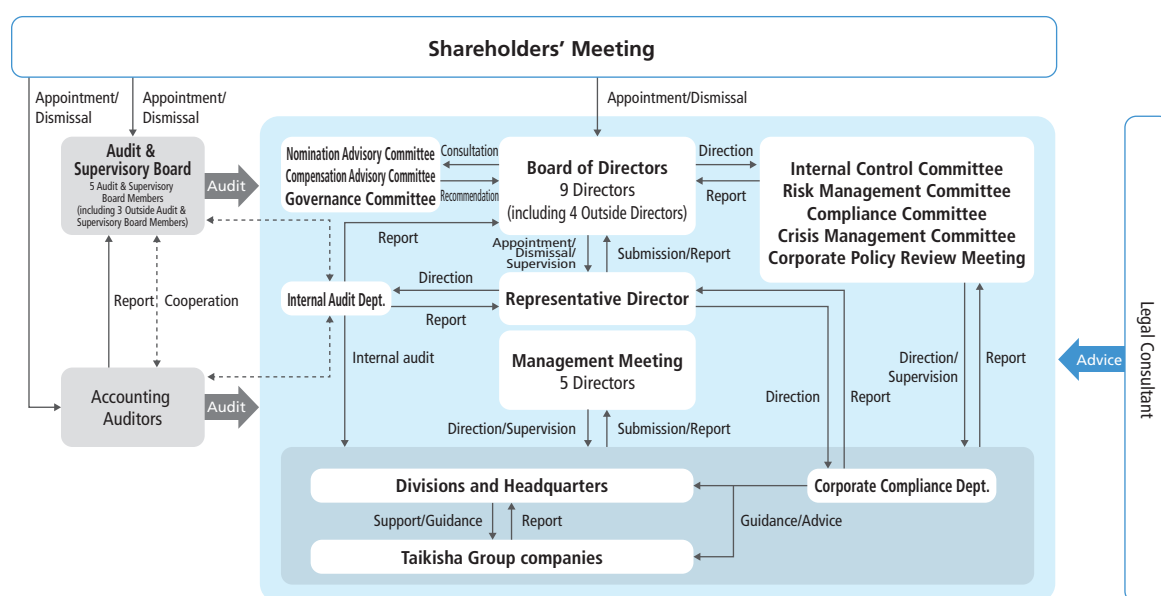 Shareholders’ Meeting
Appointment/
Dismissal
Appointment/
Dismissal
Appointment/Dismissal
Audit &
Supervisory Board
5 Audit & Supervisory
Board Members
(including 3 Outside Audit &
Supervisory Board Members)
Audit
Nomination Advisory Committee
Compensation Advisory Committee
Governance Committee
Consultation
Recommendation
Board of Directors
9 Directors
(including 4 Outside Directors)
Direction
Report
Internal Control Committee
Risk Management Committee
Compliance Committee
Crisis Management Committee
Corporate Policy Review Meeting
Report
Appointment/
Dismissal/
Supervision
Submission/Report
Direction
Internal Audit Dept.
Report
Representative Director
Report
Cooperation
Internal audit
Management Meeting
5 Directors
Direction/
Supervision
Report
Advice
Legal Consultant
Accounting
Auditors
Audit
Direction
Report
Direction/Supervision
Submission/Report
Divisions and Headquarters
Corporate Compliance Dept.
Support/Guidance
Report
Guidance/Advice
Taikisha Group companies